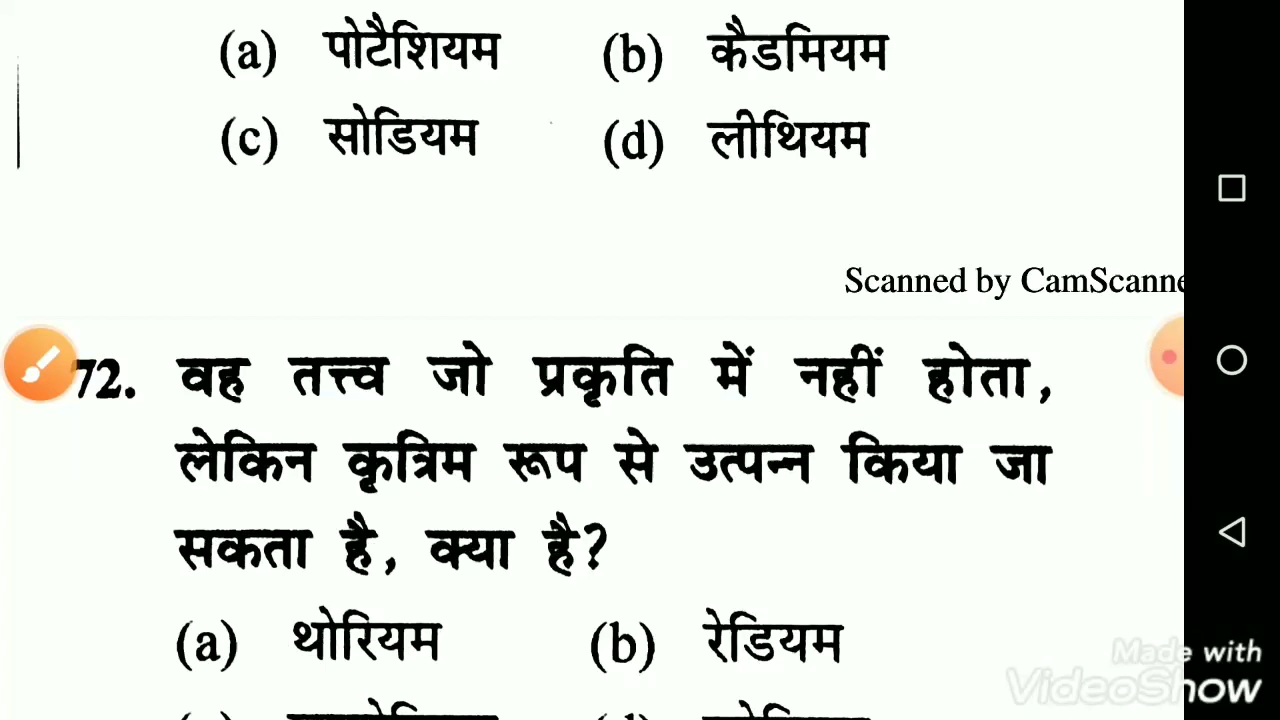 (a) पोटैशियम (b) कैडमियम
(c) सोडियम (d) लीथियम
Scanned by CamScanne
72. वह तत्त्व जो प्रकृति में नहीं होता,
लेकिन कृत्रिम रूप से उत्पन्न किया जा
सकता है, क्या है?
(a) थोरियम (b) रेडियम
Made with
VideoShow